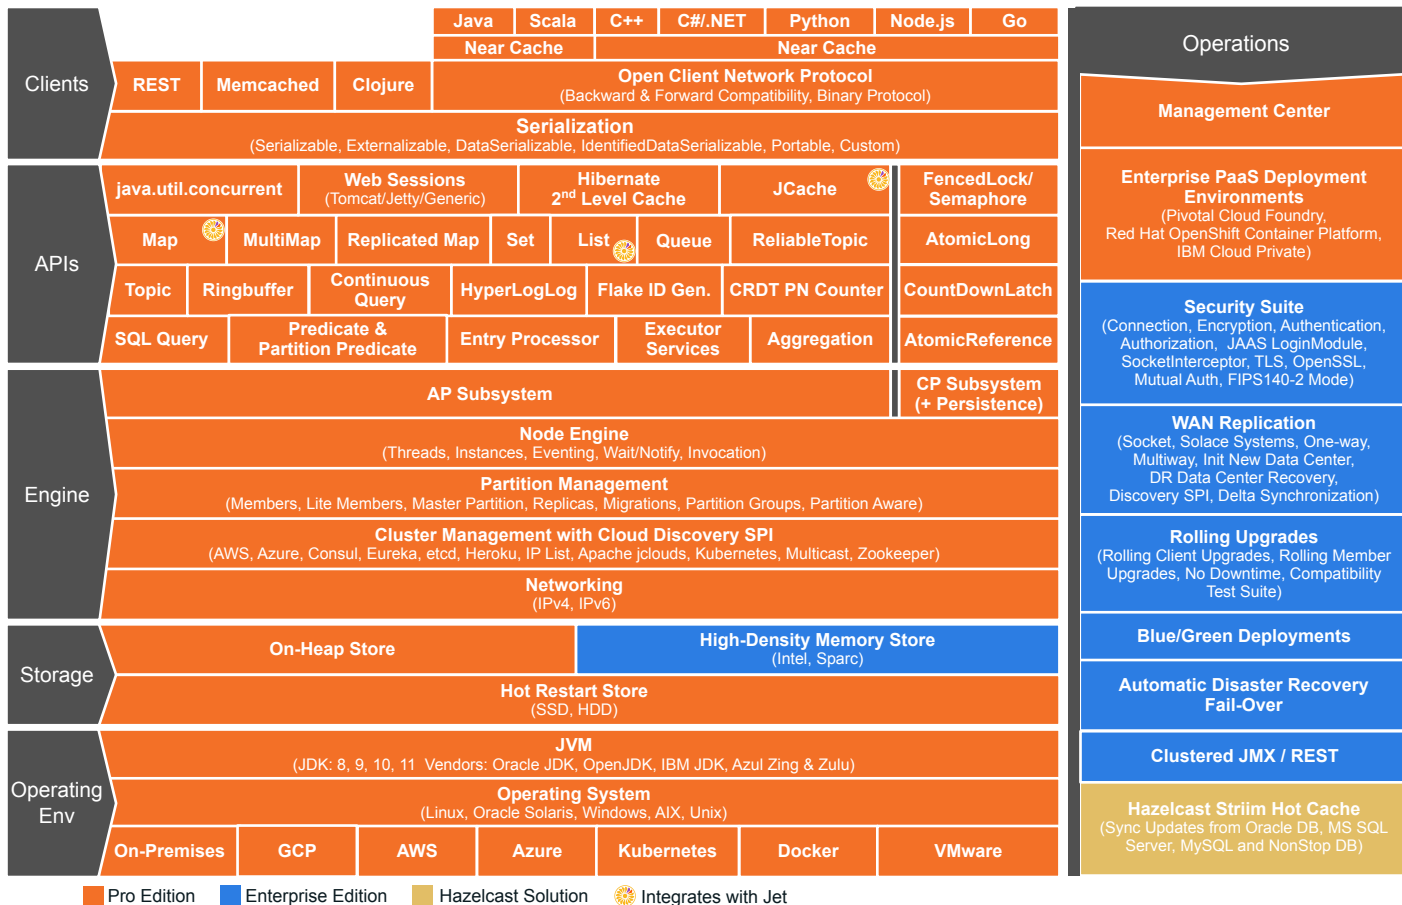 Java Scala C++ C#/.NET Python Node.js Go
Near Cache Near Cache
Clients
REST Memcached Clojure
Open Client Network Protocol
(Backward & Forward Compatibility, Binary Protocol)
Serialization
(Serializable, Externalizable, DataSerializable, IdentifiedDataSerializable, Portable, Custom)
APIs
java.util.concurrent
Web Sessions
(Tomcat/Jetty/Generic)
Hibernate
2nd Level Cache
JCache
FencedLock/
Semaphore
Map MultiMap Replicated Map Set List Queue ReliableTopic AtomicLong
Topic Ringbuffer
Continuous
Query
HyperLogLog Flake ID Gen. CRDT PN Counter CountDownLatch
SQL Query
Predicate &
Partition Predicate
Entry Processor
Executor
Services
Aggregation AtomicReference
Engine
AP Subsystem
CP Subsystem
(+ Persistence)
Node Engine
(Threads, Instances, Eventing, Wait/Notify, Invocation)
Partition Management
(Members, Lite Members, Master Partition, Replicas, Migrations, Partition Groups, Partition Aware)
Cluster Management with Cloud Discovery SPI
(AWS, Azure, Consul, Eureka, etcd, Heroku, IP List, Apache jclouds, Kubernetes, Multicast, Zookeeper)
Networking
(IPv4, IPv6)
Storage
On-Heap Store
High-Density Memory Store
(Intel, Sparc)
Hot Restart Store
(SSD, HDD)
Operating
Env
JVM
(JDK: 8, 9, 10, 11 Vendors: Oracle JDK, OpenJDK, IBM JDK, Azul Zing & Zulu)
Operating System
(Linux, Oracle Solaris, Windows, AIX, Unix)
On-Premises GCP AWS Azure Kubernetes Docker VMware
Operations
Management Center
Enterprise PaaS Deployment
Environments
(Pivotal Cloud Foundry,
Red Hat OpenShift Container Platform,
IBM Cloud Private)
Security Suite
(Connection, Encryption, Authentication,
Authorization, JAAS LoginModule,
SocketInterceptor, TLS, OpenSSL,
Mutual Auth, FIPS140-2 Mode)
WAN Replication
(Socket, Solace Systems, One-way,
Multiway, Init New Data Center,
DR Data Center Recovery,
Discovery SPI, Delta Synchronization)
Rolling Upgrades
(Rolling Client Upgrades, Rolling Member
Upgrades, No Downtime, Compatibility
Test Suite)
Blue/Green Deployments
Automatic Disaster Recovery
Fail-Over
Clustered JMX / REST
Hazelcast Striim Hot Cache
(Sync Updates from Oracle DB, MS SQL
Server, MySQL and NonStop DB)
Pro Edition Enterprise Edition Hazelcast Solution Integrates with Jet